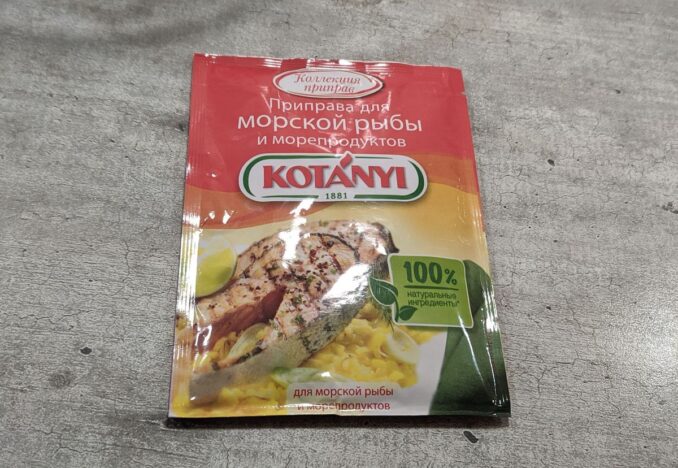 Коллекция
приправ
Приправа для
морской рыбы
и морепродуктов
KOTÁNYI
1881
100%
натуральные
ингредиенты*
для морской рыбы
и морепродуктов